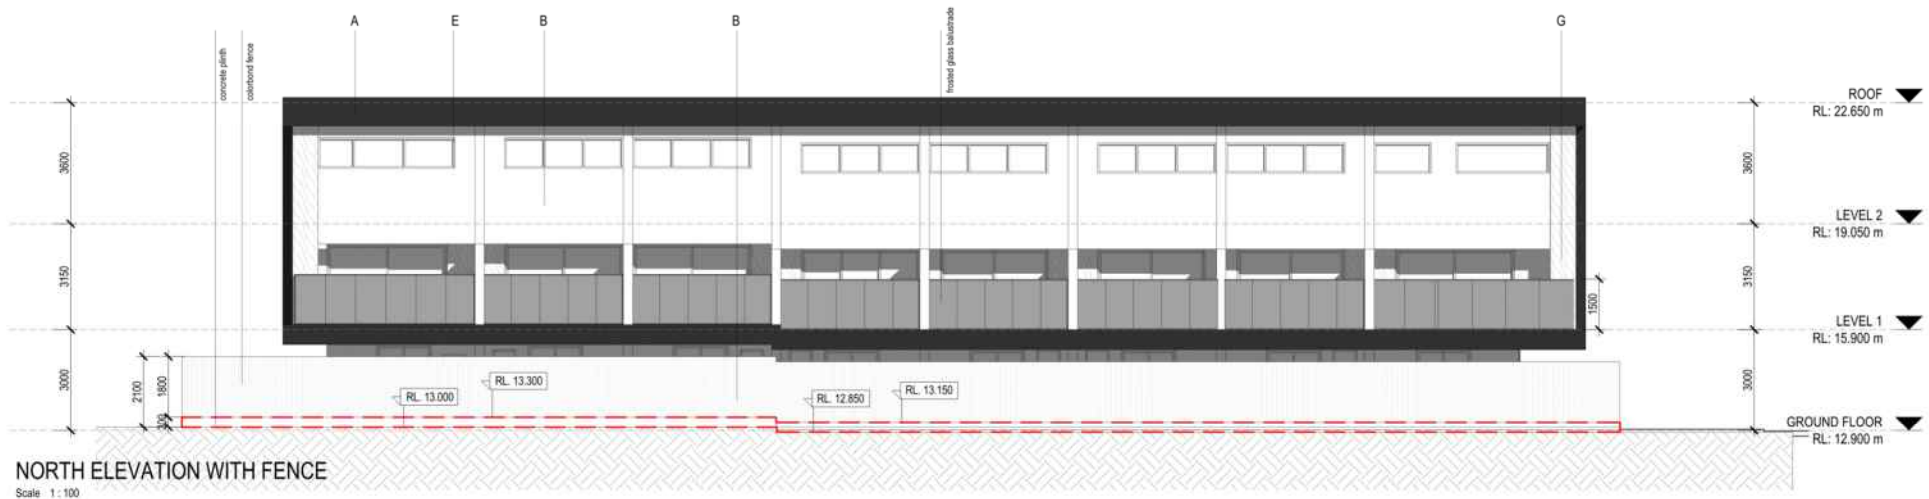 A
E
B
B
G
concrete plinth
colorbond fence
frosted glass balustrade
ROOF
RL: 22.650 m
3600
3600
LEVEL 2
RL: 19.050 m
3150
3150
1500
LEVEL 1
RL: 15.900 m
3000
2100
1800
300
3000
RL. 13.300
RL. 13.000
RL. 12.850
RL. 13.150
GROUND FLOOR
RL: 12.900 m
NORTH ELEVATION WITH FENCE
Scale 1 : 100